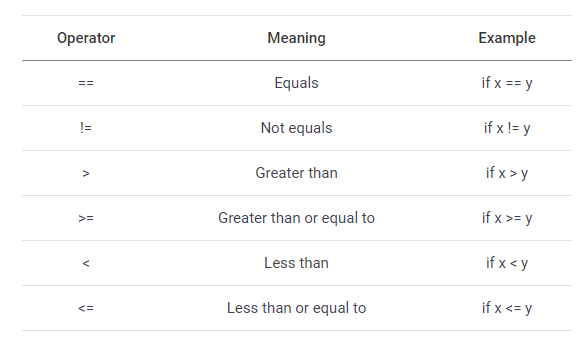 Operator Meaning Example
== Equals if x == y
!= Not equals if x != y
> Greater than if x > y
>= Greater than or equal to if x >= y
< Less than if x < y
<= Less than or equal to if x <= y